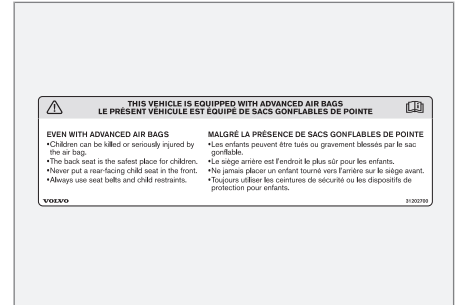 THIS VEHICLE IS EQUIPPED WITH ADVANCED AIR BAGS
LE PRÉSENT VÉHICULE EST ÉQUIPÉ DE SACS GONFLABLES DE POINTE
EVEN WITH ADVANCED AIR BAGS
•Children can be killed or seriously injured by
the air bag.
•The back seat is the safest place for children.
•Never put a rear-facing child seat in the front.
•Always use seat belts and child restraints.
MALGRÉ LA PRÉSENCE DE SACS GONFLABLES DE POINTE
•Les enfants peuvent être tués ou gravement blessés par le sac
gonflable.
•Le siège arrière est l'endroit le plus sûr pour les enfants.
•Ne jamais placer un enfant tourné vers l'arrière sur le siège avant.
•Toujours utiliser les ceintures de sécurité ou les dispositifs de
protection pour enfants.
VOLVO
31202700